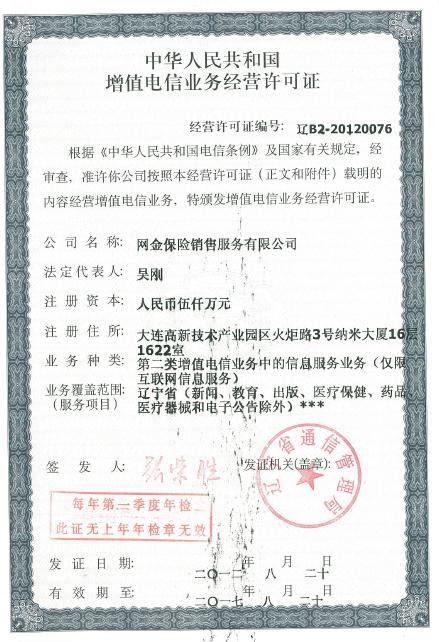 中华人民共和国
增值电信业务经营许可证
经营许可证编号: 辽B2-20120076
根据《中华人民共和国电信条例》及国家有关规定，经
审查，准许你公司按照本经营许可证（正文和附件）载明的
内容经营增值电信业务，特颁发增值电信业务经营许可证。
公司名称: 网金保险销售服务有限公司
法定代表人: 吴刚
注册资本: 人民币伍仟万元
注册住所: 大连高新技术产业园区火炬路3号纳米大厦16层
1622室
业务种类: 第二类增值电信业务中的信息服务业务（仅限
互联网信息服务）
业务覆盖范围: 辽宁省（新闻、教育、出版、医疗保健、药品
（服务项目） 医疗器械和电子公告除外）***
签发人: 张荣胜
发证机关(盖章):
辽宁省通信管理局
每年第一季度年检
此证无上年年检章无效
发证日期: 二〇一二年八月二十日
有效期至: 二〇一七年八月二十日